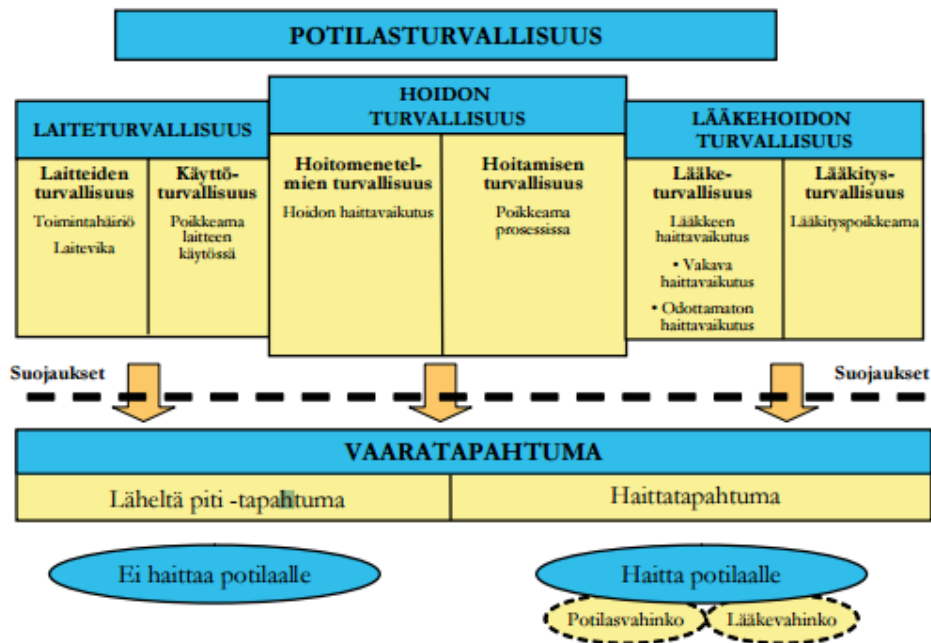 POTILASTURVALLISUUS
LAITETURVALLISUUS
HOIDON
TURVALLISUUS
LÄÄKEHOIDON
TURVALLISUUS
Laitteiden
turvallisuus
Toimintahäiriö
Laitevika
Käyttö-
turvallisuus
Poikkeama
laitteen
käytössä
Hoitomenetel-
mien turvallisuus
Hoidon haittavaikutus
Hoitamisen
turvallisuus
Poikkeama
prosessissa
Lääke-
turvallisuus
Lääkkeen
haittavaikutus
• Vakava
haittavaikutus
• Odottamaton
haittavaikutus
Lääkitys-
turvallisuus
Lääkityspoikkeama
Suojaukset
Suojaukset
VAARATAPAHTUMA
Läheltä piti -tapahtuma
Haittatapahtuma
Ei haittaa potilaalle
Haitta potilaalle
Potilasvahinko
Lääkevahinko